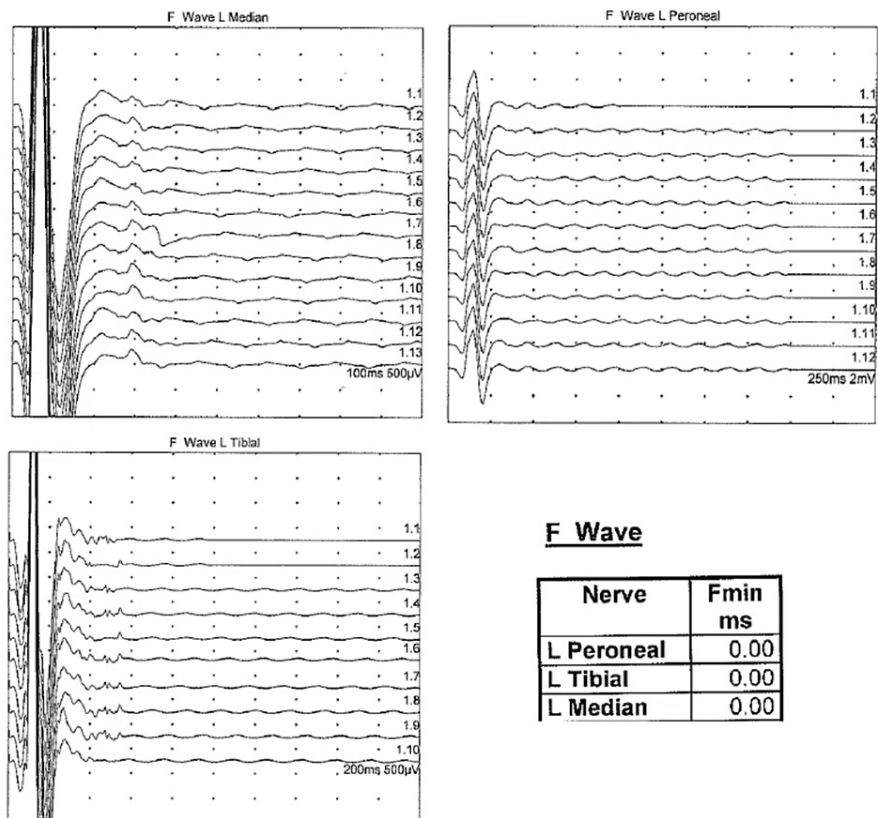 F Wave L Median
1.1
1.2
1.3
1.4
1.5
1.6
1.7
1.8
1.9
1.10
1.11
1.12
1.13
100ms 500µV
F Wave L Peroneal
1.1
1.2
1.3
1.4
1.5
1.6
1.7
1.8
1.9
1.10
1.11
1.12
250ms 2mV
F Wave L Tibial
1.1
1.2
1.3
1.4
1.5
1.6
1.7
1.8
1.9
1.10
200ms 500µV
F Wave
Nerve Fmin
ms
L Peroneal 0.00
L Tibial 0.00
L Median 0.00